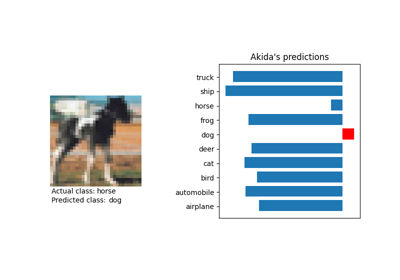 Akida's predictions
truck
ship
horse
frog
dog
deer
cat
bird
automobile
airplane
Actual class: horse
Predicted class: dog